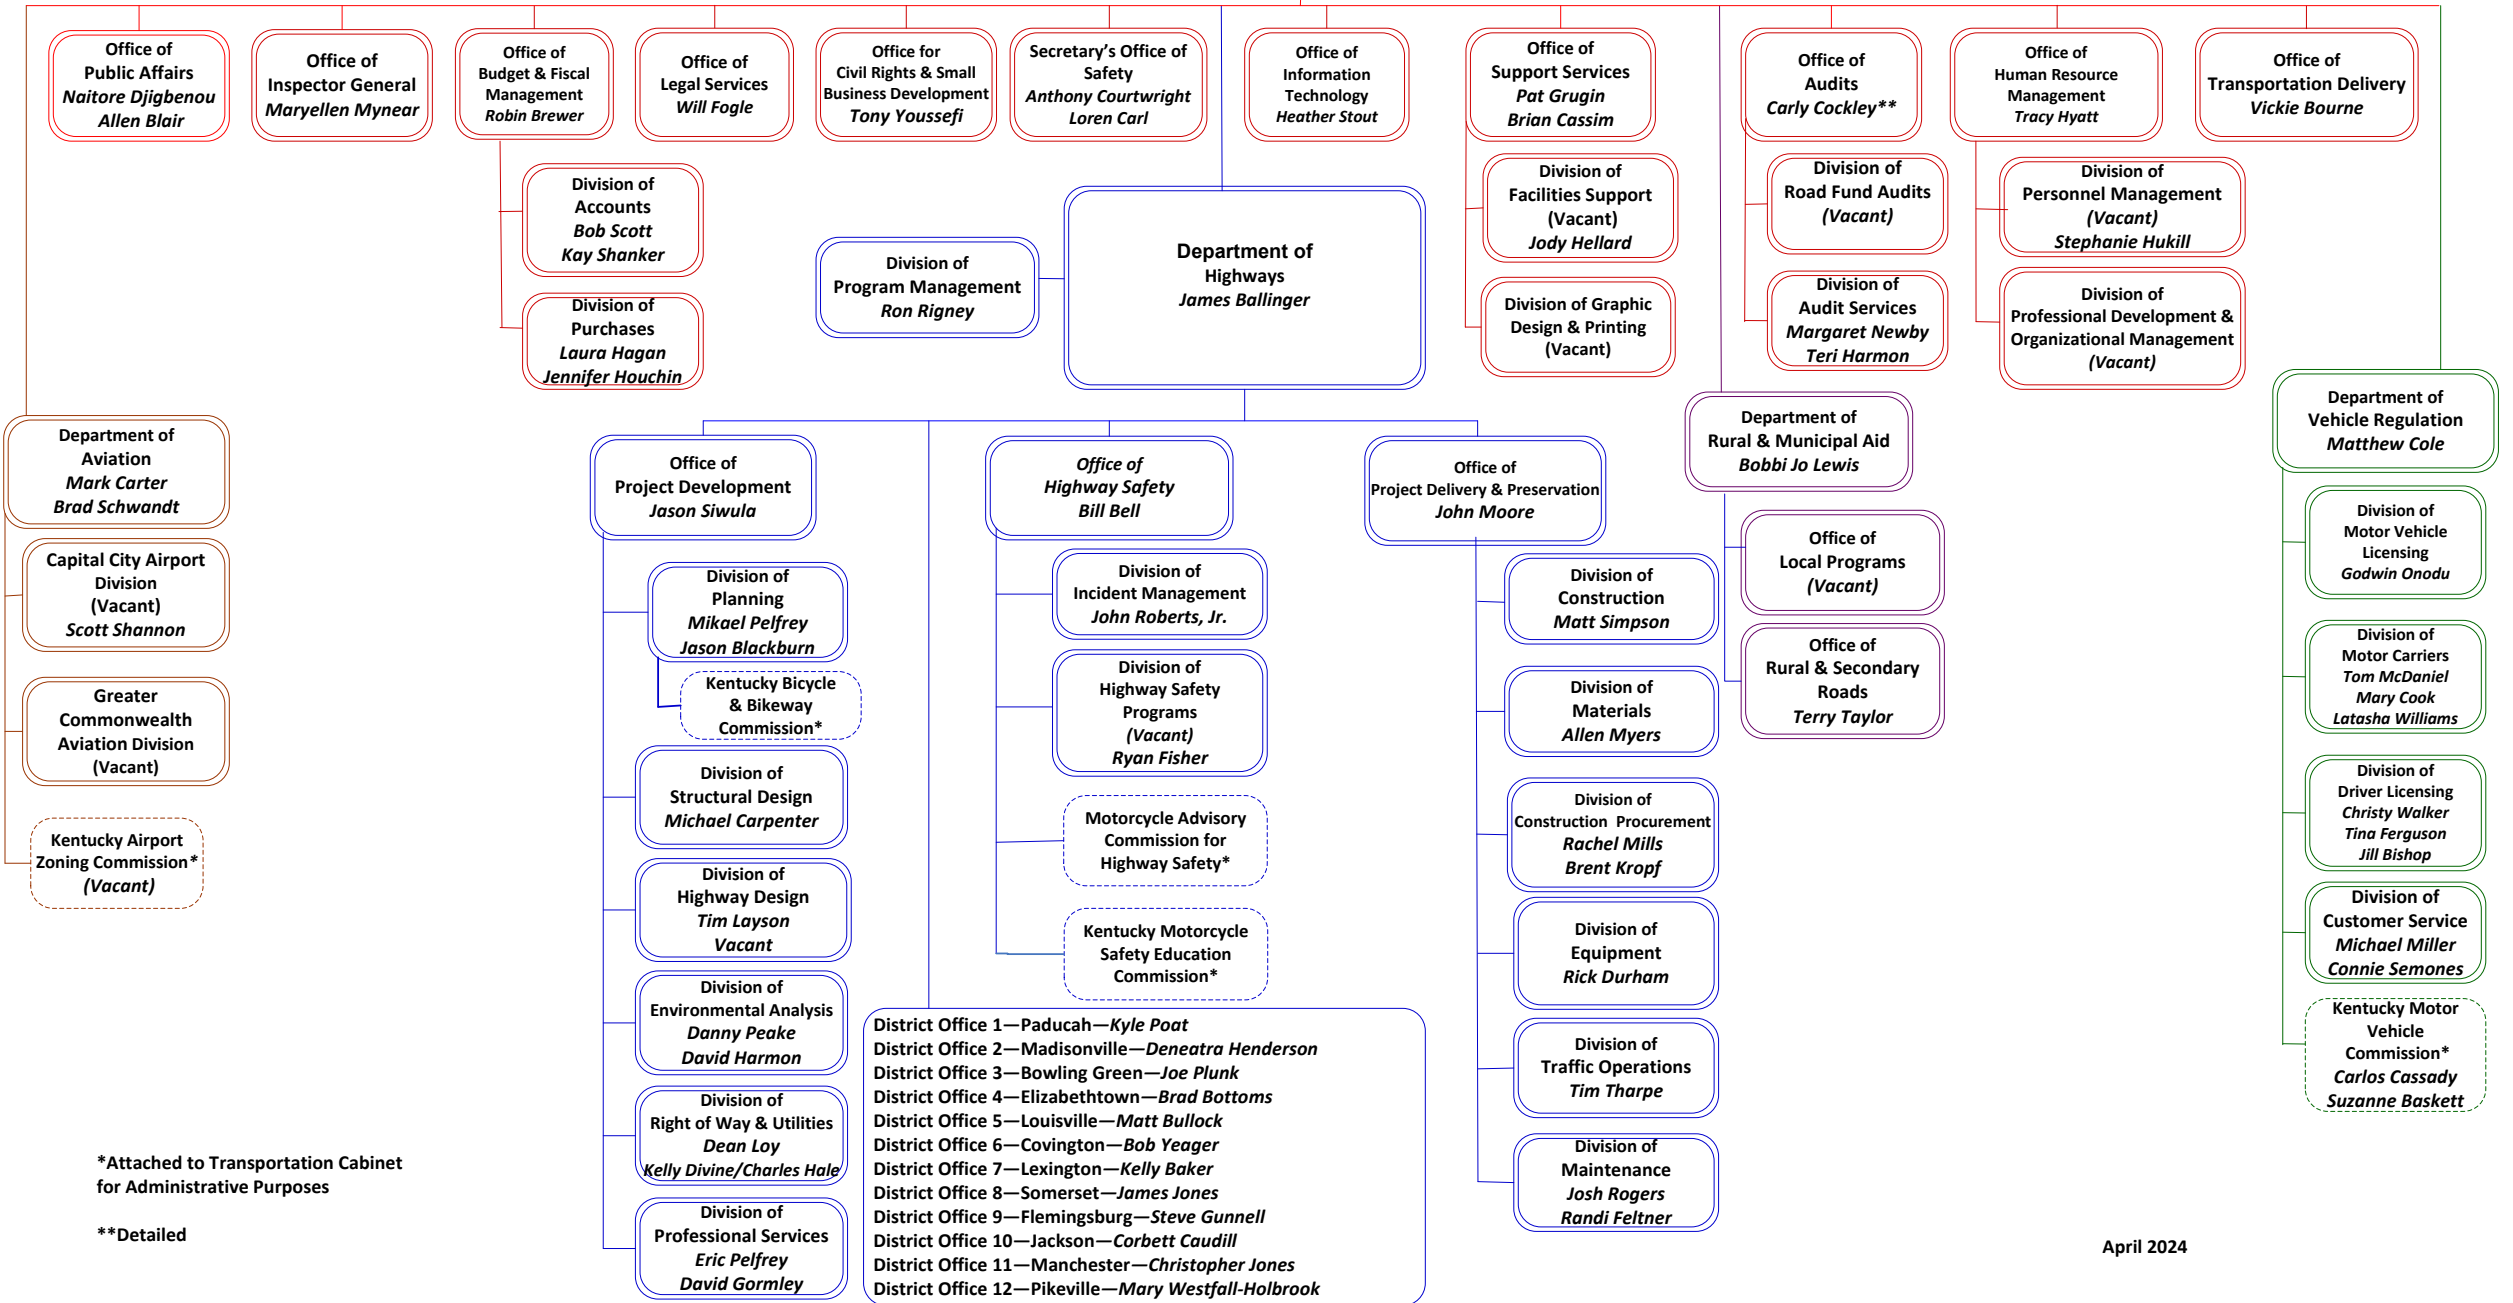 Office of
Public Affairs
Naitore Djigbenou
Allen Blair
Office of
Inspector General
Maryellen Mynear
Office of
Budget & Fiscal
Management
Robin Brewer
Office of
Legal Services
Will Fogle
Office for
Civil Rights & Small
Business Development
Tony Youssefi
Secretary’s Office of
Safety
Anthony Courtwright
Loren Carl
Office of
Information
Technology
Heather Stout
Office of
Support Services
Pat Grugin
Brian Cassim
Office of
Audits
Carly Cockley**
Office of
Human Resource
Management
Tracy Hyatt
Office of
Transportation Delivery
Vickie Bourne
Division of
Accounts
Bob Scott
Kay Shanker
Division of
Purchases
Laura Hagan
Jennifer Houchin
Division of
Program Management
Ron Rigney
Department of
Highways
James Ballinger
Division of
Facilities Support
(Vacant)
Jody Hellard
Division of Graphic
Design & Printing
(Vacant)
Division of
Road Fund Audits
(Vacant)
Division of
Audit Services
Margaret Newby
Teri Harmon
Division of
Personnel Management
(Vacant)
Stephanie Hukill
Division of
Professional Development &
Organizational Management
(Vacant)
Department of
Aviation
Mark Carter
Brad Schwandt
Capital City Airport
Division
(Vacant)
Scott Shannon
Greater
Commonwealth
Aviation Division
(Vacant)
Kentucky Airport
Zoning Commission*
(Vacant)
Office of
Project Development
Jason Siwula
Division of
Planning
Mikael Pelfrey
Jason Blackburn
Kentucky Bicycle
& Bikeway
Commission*
Division of
Structural Design
Michael Carpenter
Division of
Highway Design
Tim Layson
Vacant
Division of
Environmental Analysis
Danny Peake
David Harmon
Division of
Right of Way & Utilities
Dean Loy
Kelly Divine/Charles Hale
Division of
Professional Services
Eric Pelfrey
David Gormley
Office of
Highway Safety
Bill Bell
Division of
Incident Management
John Roberts, Jr.
Division of
Highway Safety
Programs
(Vacant)
Ryan Fisher
Motorcycle Advisory
Commission for
Highway Safety*
Kentucky Motorcycle
Safety Education
Commission*
District Office 1—Paducah—Kyle Poat
District Office 2—Madisonville—Deneatra Henderson
District Office 3—Bowling Green—Joe Plunk
District Office 4—Elizabethtown—Brad Bottoms
District Office 5—Louisville—Matt Bullock
District Office 6—Covington—Bob Yeager
District Office 7—Lexington—Kelly Baker
District Office 8—Somerset—James Jones
District Office 9—Flemingsburg—Steve Gunnell
District Office 10—Jackson—Corbett Caudill
District Office 11—Manchester—Christopher Jones
District Office 12—Pikeville—Mary Westfall-Holbrook
Office of
Project Delivery & Preservation
John Moore
Division of
Construction
Matt Simpson
Division of
Materials
Allen Myers
Division of
Construction Procurement
Rachel Mills
Brent Kropf
Division of
Equipment
Rick Durham
Division of
Traffic Operations
Tim Tharpe
Division of
Maintenance
Josh Rogers
Randi Feltner
Department of
Rural & Municipal Aid
Bobbi Jo Lewis
Office of
Local Programs
(Vacant)
Office of
Rural & Secondary
Roads
Terry Taylor
Department of
Vehicle Regulation
Matthew Cole
Division of
Motor Vehicle
Licensing
Godwin Onodu
Division of
Motor Carriers
Tom McDaniel
Mary Cook
Latasha Williams
Division of
Driver Licensing
Christy Walker
Tina Ferguson
Jill Bishop
Division of
Customer Service
Michael Miller
Connie Semones
Kentucky Motor
Vehicle
Commission*
Carlos Cassady
Suzanne Baskett
*Attached to Transportation Cabinet
for Administrative Purposes
**Detailed
April 2024